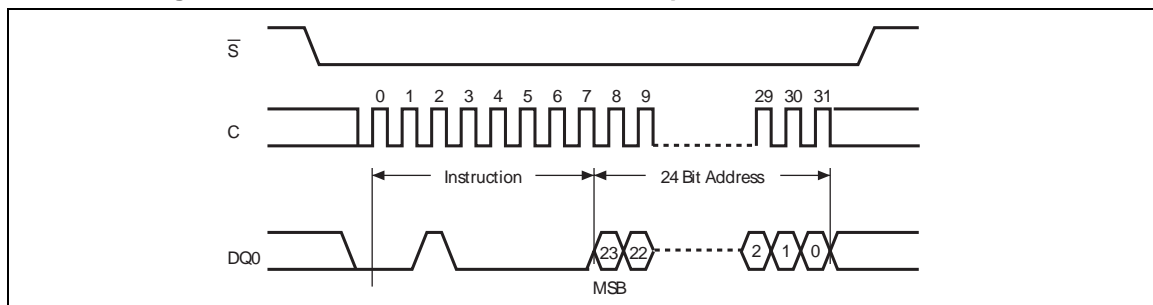 S
0 1 2 3 4 5 6 7 8 9 29 30 31
C
Instruction 24 Bit Address
DQ0 23 22 2 1 0
MSB